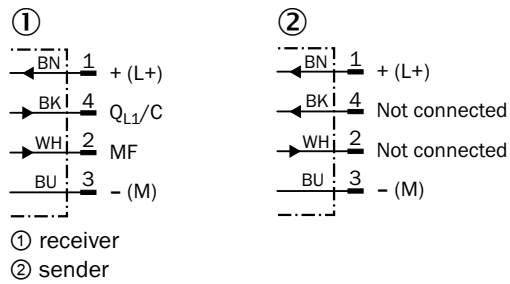 ① ②
BN 1 + (L+)
BK 4 QL1/C
WH 2 MF
BU 3 − (M)
BN 1 + (L+)
BK 4 Not connected
WH 2 Not connected
BU 3 − (M)
① receiver
② sender